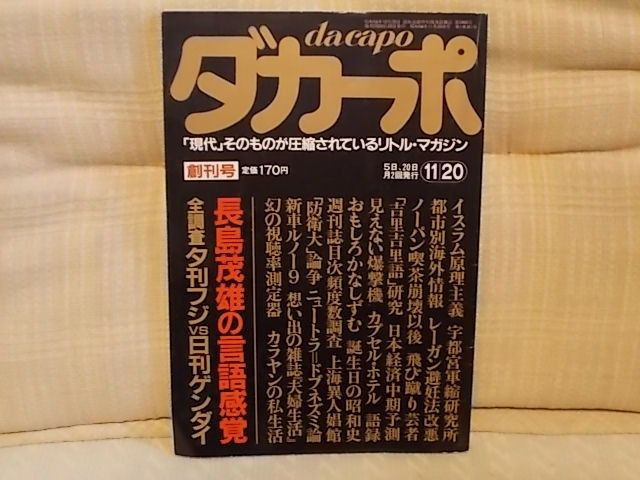 dacapo
ダカーポ
「現代」そのものが圧縮されているリトル・マガジン
創刊号 定価170円
5日、20日
月2回発行
11/20
イスラム原理主義 宇都宮軍縮研究所
都市別海外情報 レーガン避妊法改悪
ノーパン喫茶崩壊以後 飛び蹴り芸者
「吉里吉里語」研究 日本経済中期予測
見えない爆撃機 カプセル・ホテル 語録
おもしろかなしずむ 誕生日の昭和史
週刊誌目次頻度数調査 上海異人娼館
「防衛大」論争 ニュートラ=ドブネズミ論
新車ルノー9 想い出の雑誌「夫婦生活」
幻の視聴率測定器 カラヤンの私生活
長島茂雄の言語感覚
全調査夕刊フジvs日刊ゲンダイ